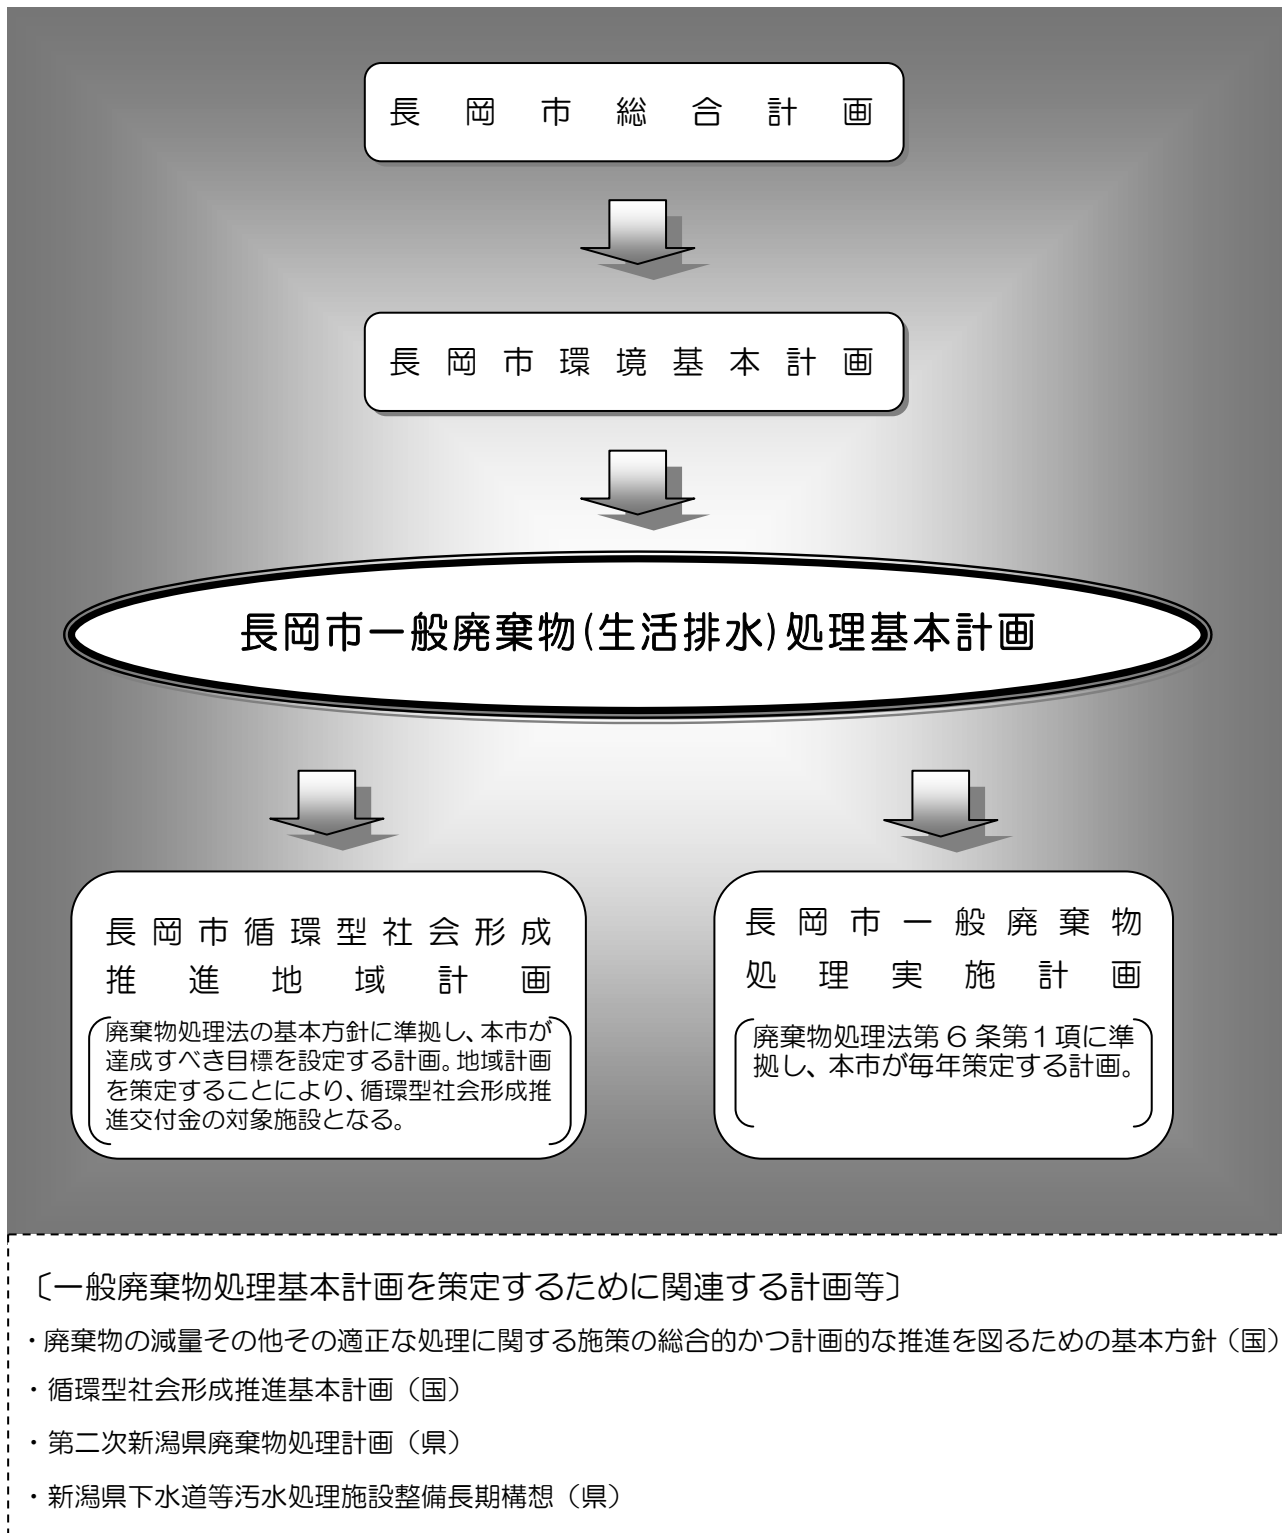 長岡市総合計画
長岡市環境基本計画
長岡市一般廃棄物(生活排水)処理基本計画
長岡市循環型社会形成
推進地域計画
廃棄物処理法の基本方針に準拠し、本市が
達成すべき目標を設定する計画。地域計画
を策定することにより、循環型社会形成推
進交付金の対象施設となる。
長岡市一般廃棄物
処理実施計画
廃棄物処理法第6条第1項に準
拠し、本市が毎年策定する計画。
〔一般廃棄物処理基本計画を策定するために関連する計画等〕
・廃棄物の減量その他その適正な処理に関する施策の総合的かつ計画的な推進を図るための基本方針（国）
・循環型社会形成推進基本計画（国）
・第二次新潟県廃棄物処理計画（県）
・新潟県下水道等汚水処理施設整備長期構想（県）